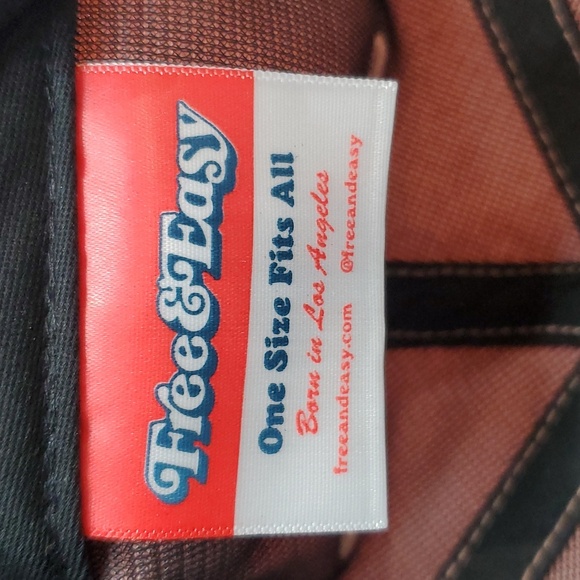 Free&Easy
One Size Fits All
Born in Los Angeles
freeandeasy.com @freeandeasy